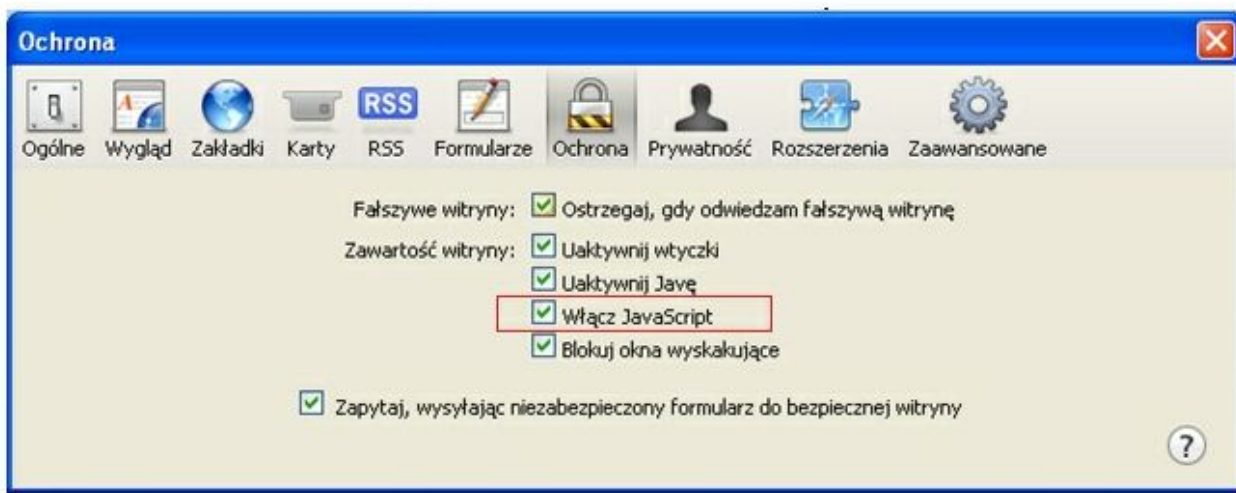 Ochrona
RSS
Ogólne Wygląd Zakładki Karty RSS Formularze Ochrona Prywatność Rozszerzenia Zaawansowane
Fałszywe witryny: Ostrzegaj, gdy odwiedzam fałszywą witrynę
Zawartość witryny: Uaktywnij wtyczki
Uaktywnij Javę
Włącz JavaScript
Blokuj okna wyskakujące
Zapytaj, wysyłając niezabezpieczony formularz do bezpiecznej witryny
?